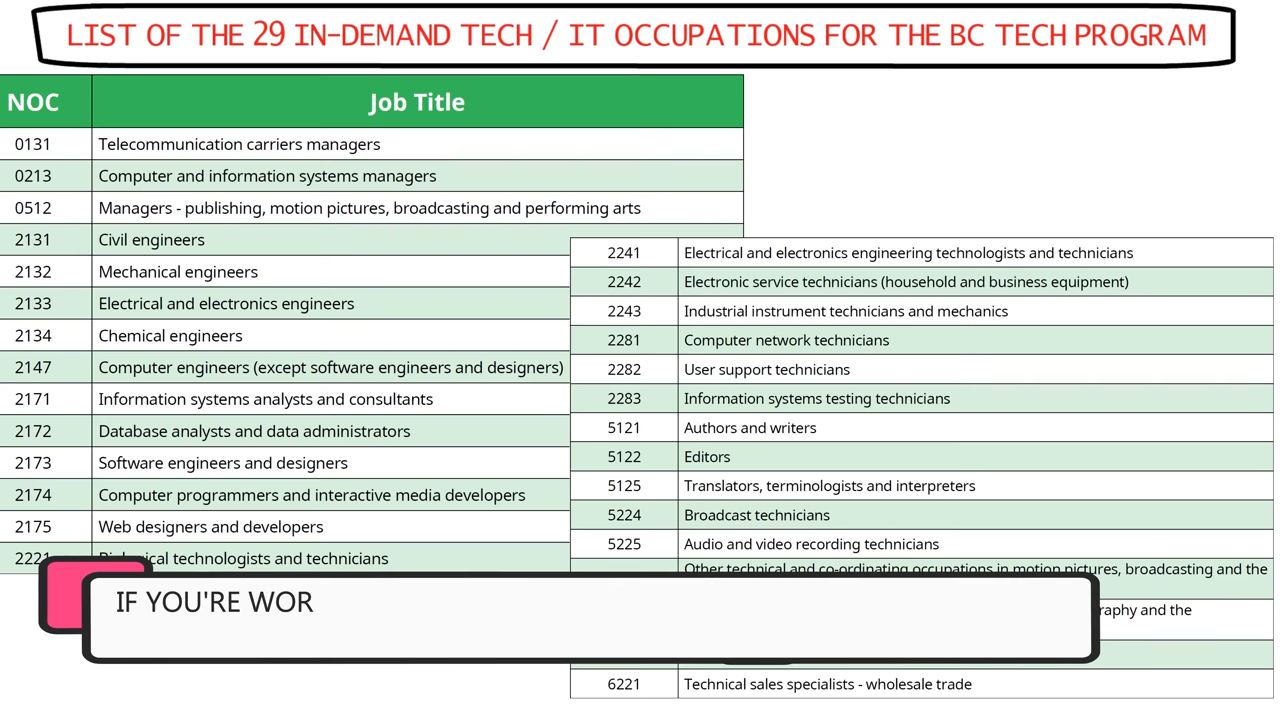 LIST OF THE 29 IN-DEMAND TECH / IT OCCUPATIONS FOR THE BC TECH PROGRAM
NOC Job Title
0131 Telecommunication carriers managers
0213 Computer and information systems managers
0512 Managers - publishing, motion pictures, broadcasting and performing arts
2131 Civil engineers
2132 Mechanical engineers
2133 Electrical and electronics engineers
2134 Chemical engineers
2147 Computer engineers (except software engineers and designers)
2171 Information systems analysts and consultants
2172 Database analysts and data administrators
2173 Software engineers and designers
2174 Computer programmers and interactive media developers
2175 Web designers and developers
2221 Biological technologists and technicians
2241 Electrical and electronics engineering technologists and technicians
2242 Electronic service technicians (household and business equipment)
2243 Industrial instrument technicians and mechanics
2281 Computer network technicians
2282 User support technicians
2283 Information systems testing technicians
5121 Authors and writers
5122 Editors
5125 Translators, terminologists and interpreters
5224 Broadcast technicians
5225 Audio and video recording technicians
Other technical and co-ordinating occupations in motion pictures, broadcasting and the
and the
6221 Technical sales specialists - wholesale trade
IF YOU'RE WOR